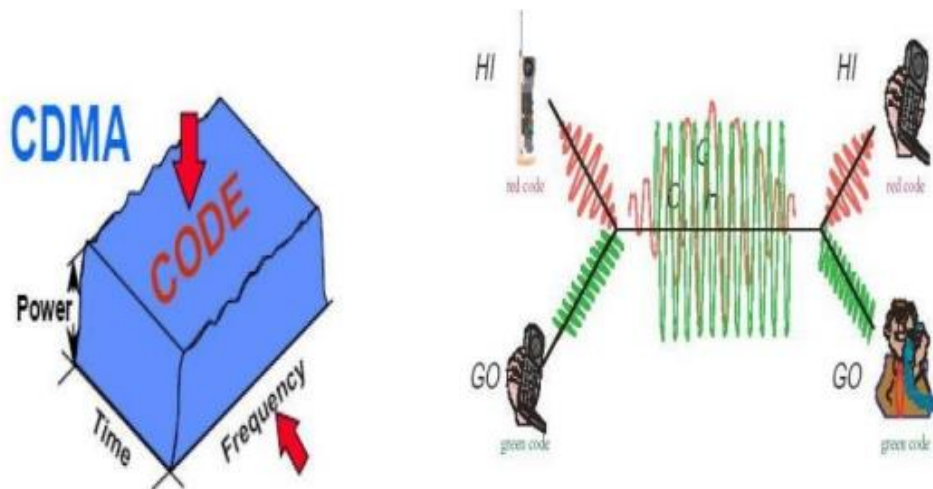 CDMA
CODE
Power
Time
Frequency
HI
red code
HI
red code
G
O
H
GO
green code
GO
green code